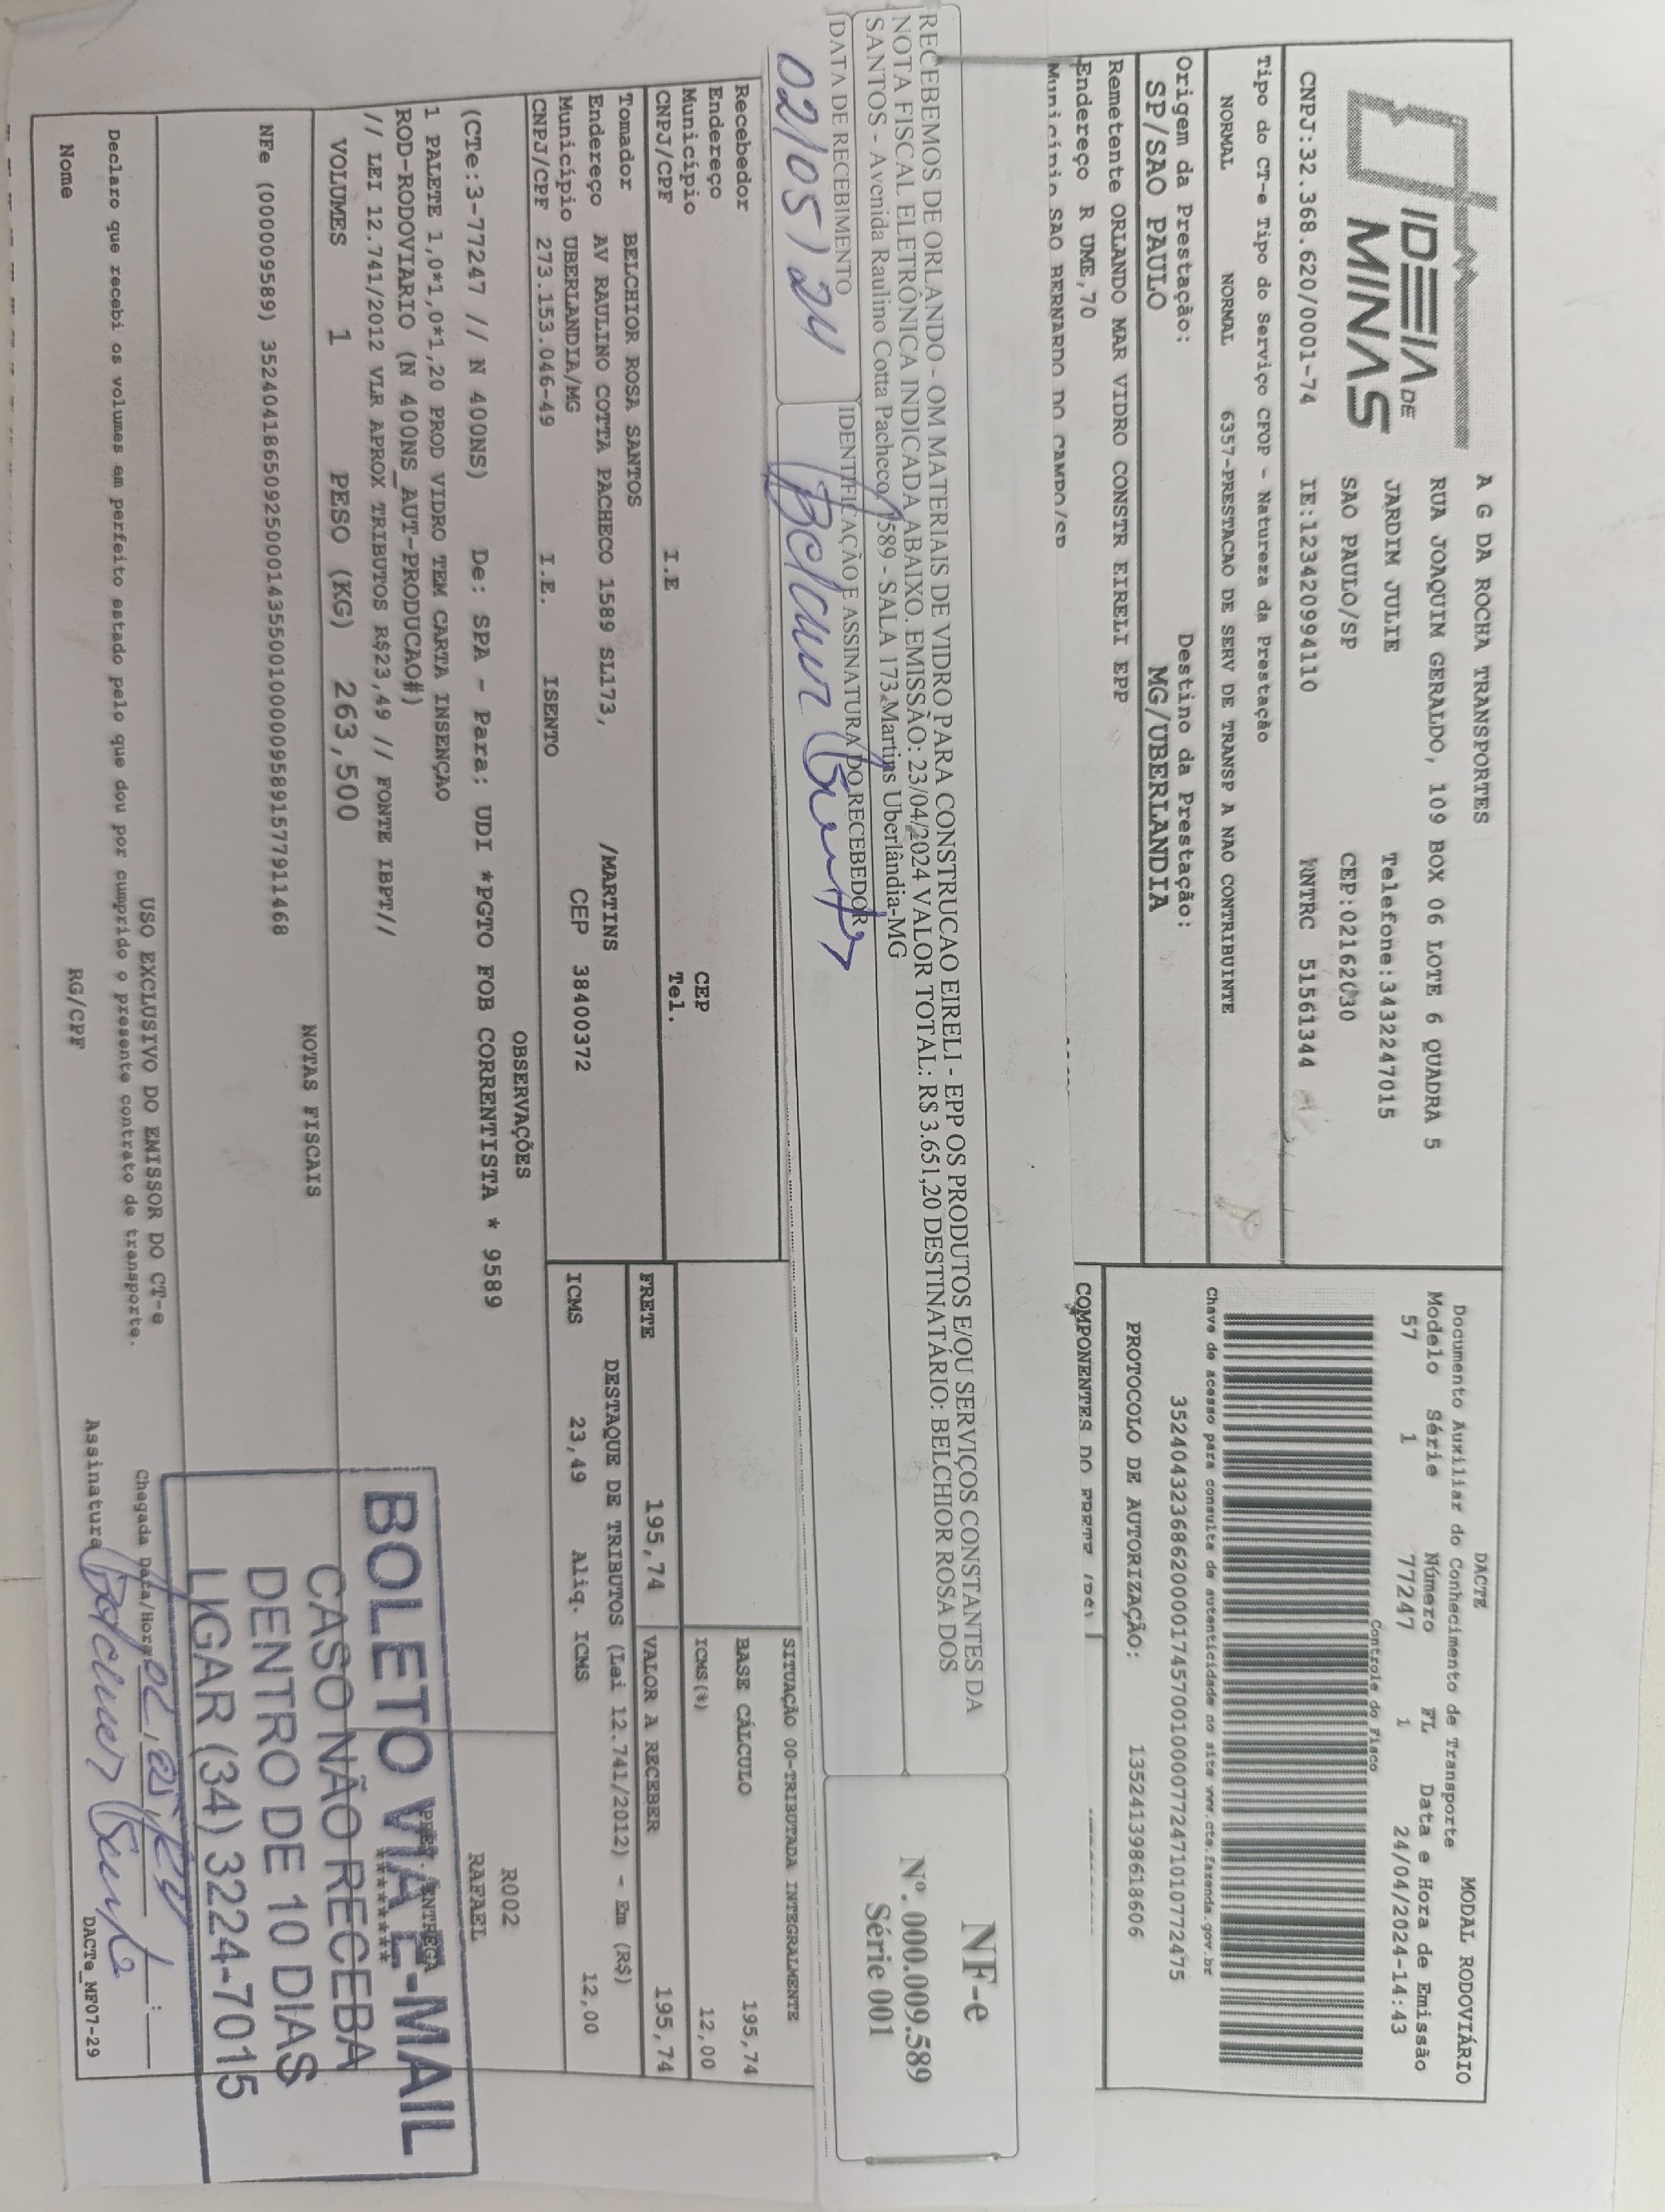 IDEIA DE
MINAS
A G DA ROCHA TRANSPORTES
RUA JOAQUIM GERALDO, 109 BOX 06 LOTE 6 QUADRA 5
JARDIM JULIE Telefone:3432247015
SAO PAULO/SP CEP:02162030
CNPJ:32.368.620/0001-74 IE:123420994110 RNTRC 51561344
Tipo do CT-e Tipo do Serviço CFOP - Natureza da Prestação
NORMAL NORMAL 6357-PRESTACAO DE SERV DE TRANSP A NAO CONTRIBUINTE
Origem da Prestação: Destino da Prestação:
SP/SAO PAULO MG/UBERLANDIA
Remetente ORLANDO MAR VIDRO CONSTR EIRELI EPP
Endereço R UME,70
Município SAO BERNARDO DO CAMPO/SP
DACTE MODAL RODOVIÁRIO
Documento Auxiliar do Conhecimento de Transporte
Modelo Série Número FL Data e Hora de Emissão
57 1 77247 1 24/04/2024-14:43
Controle do Fisco
Chave de acesso para consulta de autenticidade no site www.cte.fazenda.gov.br
35240432368620000174570010000772471010772475
PROTOCOLO DE AUTORIZAÇÃO: 135241398618606
COMPONENTES DO FRETE
RECEBEMOS DE ORLANDO - OM MATERIAIS DE VIDRO PARA CONSTRUCAO EIRELI - EPP OS PRODUTOS E/OU SERVIÇOS CONSTANTES DA
NOTA FISCAL ELETRÔNICA INDICADA ABAIXO. EMISSÃO: 23/04/2024 VALOR TOTAL: R$ 3.651,20 DESTINATÁRIO: BELCHIOR ROSA DOS
SANTOS - Avenida Raulino Cotta Pacheco, 1589 - SALA 173 Martins Uberlândia-MG
DATA DE RECEBIMENTO IDENTIFICAÇÃO E ASSINATURA DO RECEBEDOR
02/05/24
NF-e
Nº. 000.009.589
Série 001
Recebedor
Endereço
Município CEP
CNPJ/CPF I.E Tel.
Tomador BELCHIOR ROSA SANTOS
Endereço AV RAULINO COTTA PACHECO 1589 SL173, /MARTINS
Município UBERLANDIA/MG CEP 38400372
CNPJ/CPF 273.153.046-49 I.E. ISENTO
SITUAÇÃO 00-TRIBUTADA INTEGRALMENTE
BASE CÁLCULO 195,74
ICMS(%) 12,00
FRETE 195,74 VALOR A RECEBER 195,74
DESTAQUE DE TRIBUTOS (Lei 12.741/2012) - Em (R$)
ICMS 23,49 Aliq. ICMS 12,00
OBSERVAÇÕES
(CTe:3-77247 // N 400NS) De: SPA - Para: UDI *PGTO FOB CORRENTISTA * 9589
1 PALETE 1,0*1,0*1,20 PROD VIDRO TEM CARTA INSENÇAO
ROD-RODOVIARIO (N 400NS_AUT-PRODUCAO#)
// LEI 12.741/2012 VLR APROX TRIBUTOS R$23,49 // FONTE IBPT//
R002
RAFAEL
VOLUMES 1 PESO (KG) 263,500
NOTAS FISCAIS
NFe (000009589) 35240418650925000143550010000095891577911468
BOLETO VIA E-MAIL
CASO NÃO RECEBA
DENTRO DE 10 DIAS
LIGAR (34) 3224-7015
USO EXCLUSIVO DO EMISSOR DO CT-e
Declaro que recebi os volumes em perfeito estado pelo que dou por cumprido o presente contrato de transporte.
Chegada Data/Hora
Nome RG/CPF Assinatura
DACTe_MF07-29